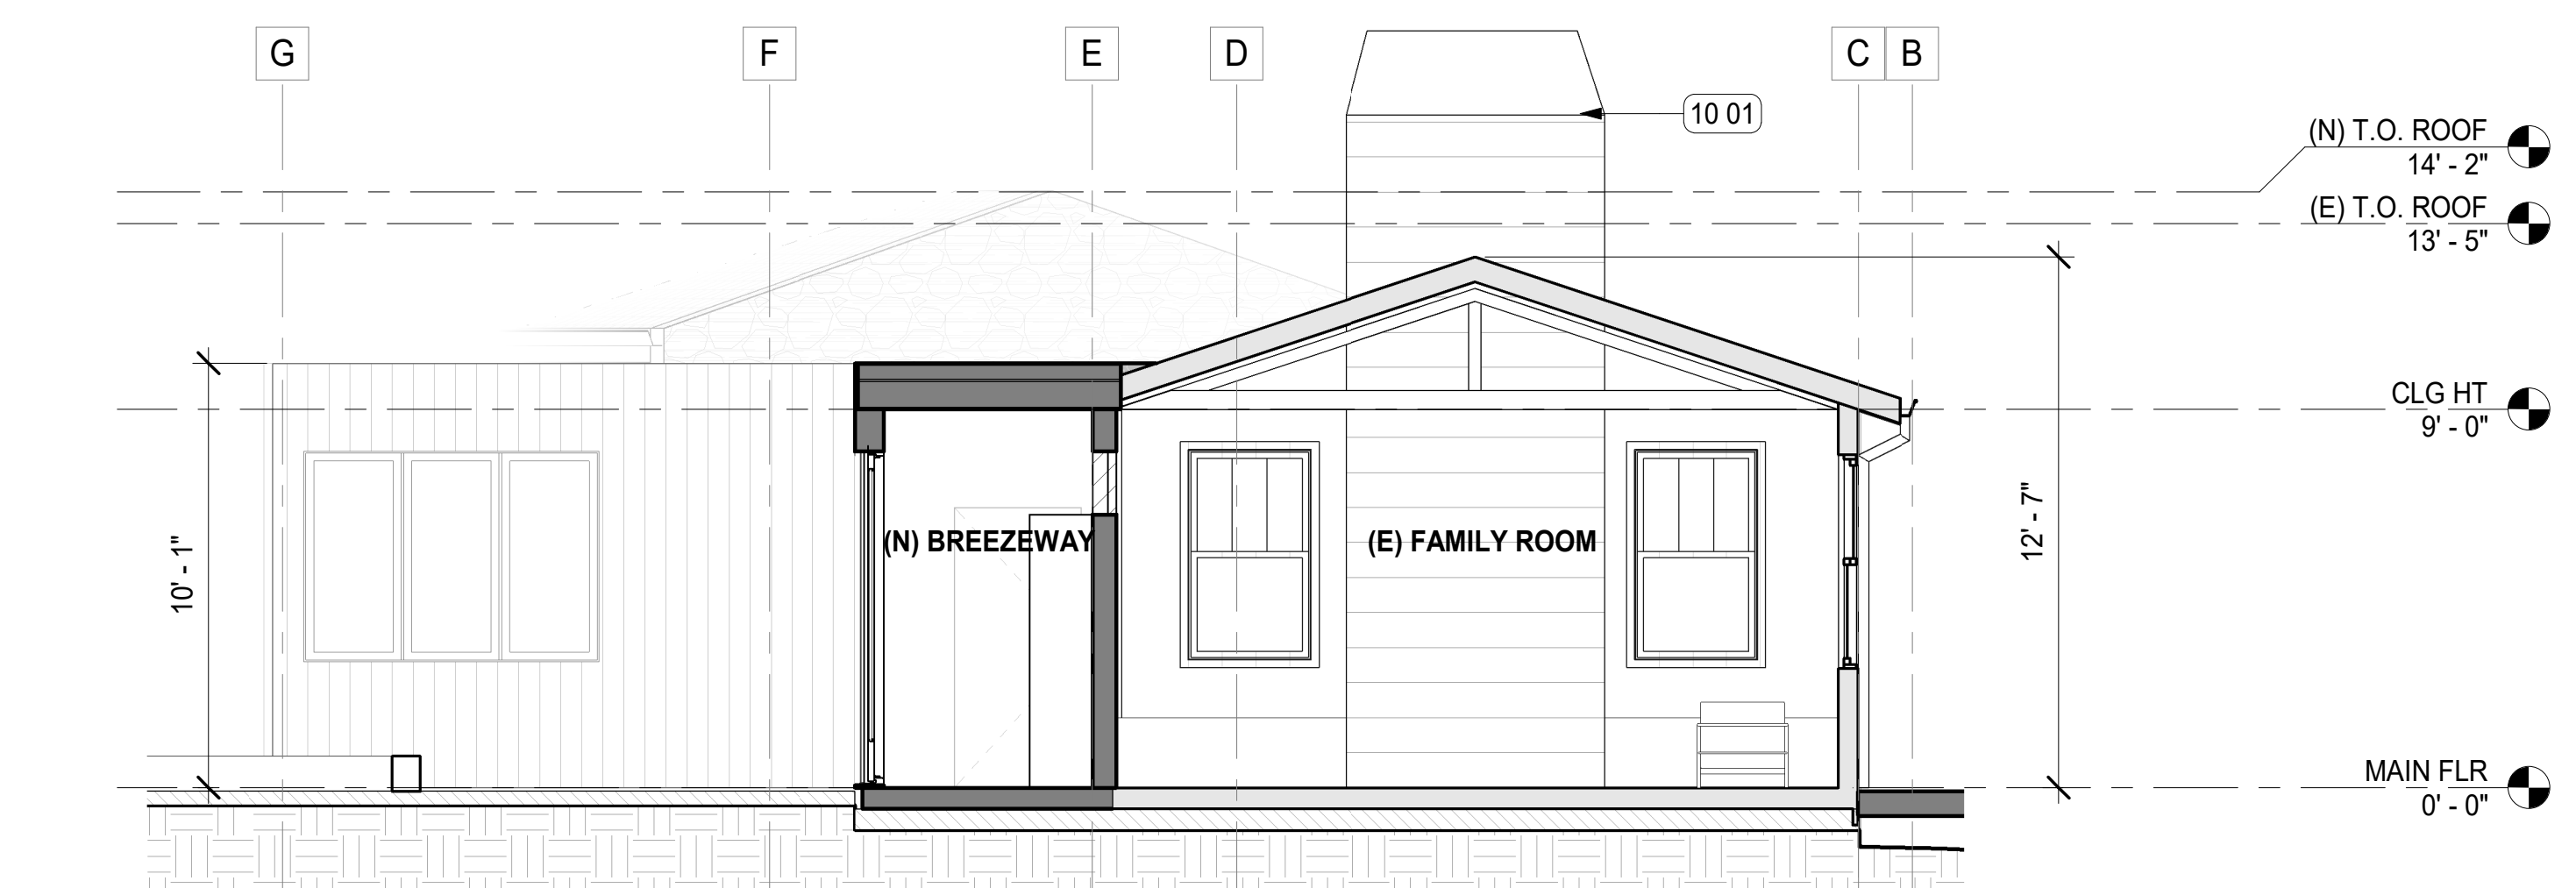 G
F
E
D
C
B
10 01
(N) T.O. ROOF
14' - 2"
(E) T.O. ROOF
13' - 5"
CLG HT
9' - 0"
10' - 1"
(N) BREEZEWAY
(E) FAMILY ROOM
12' - 7"
MAIN FLR
0' - 0"